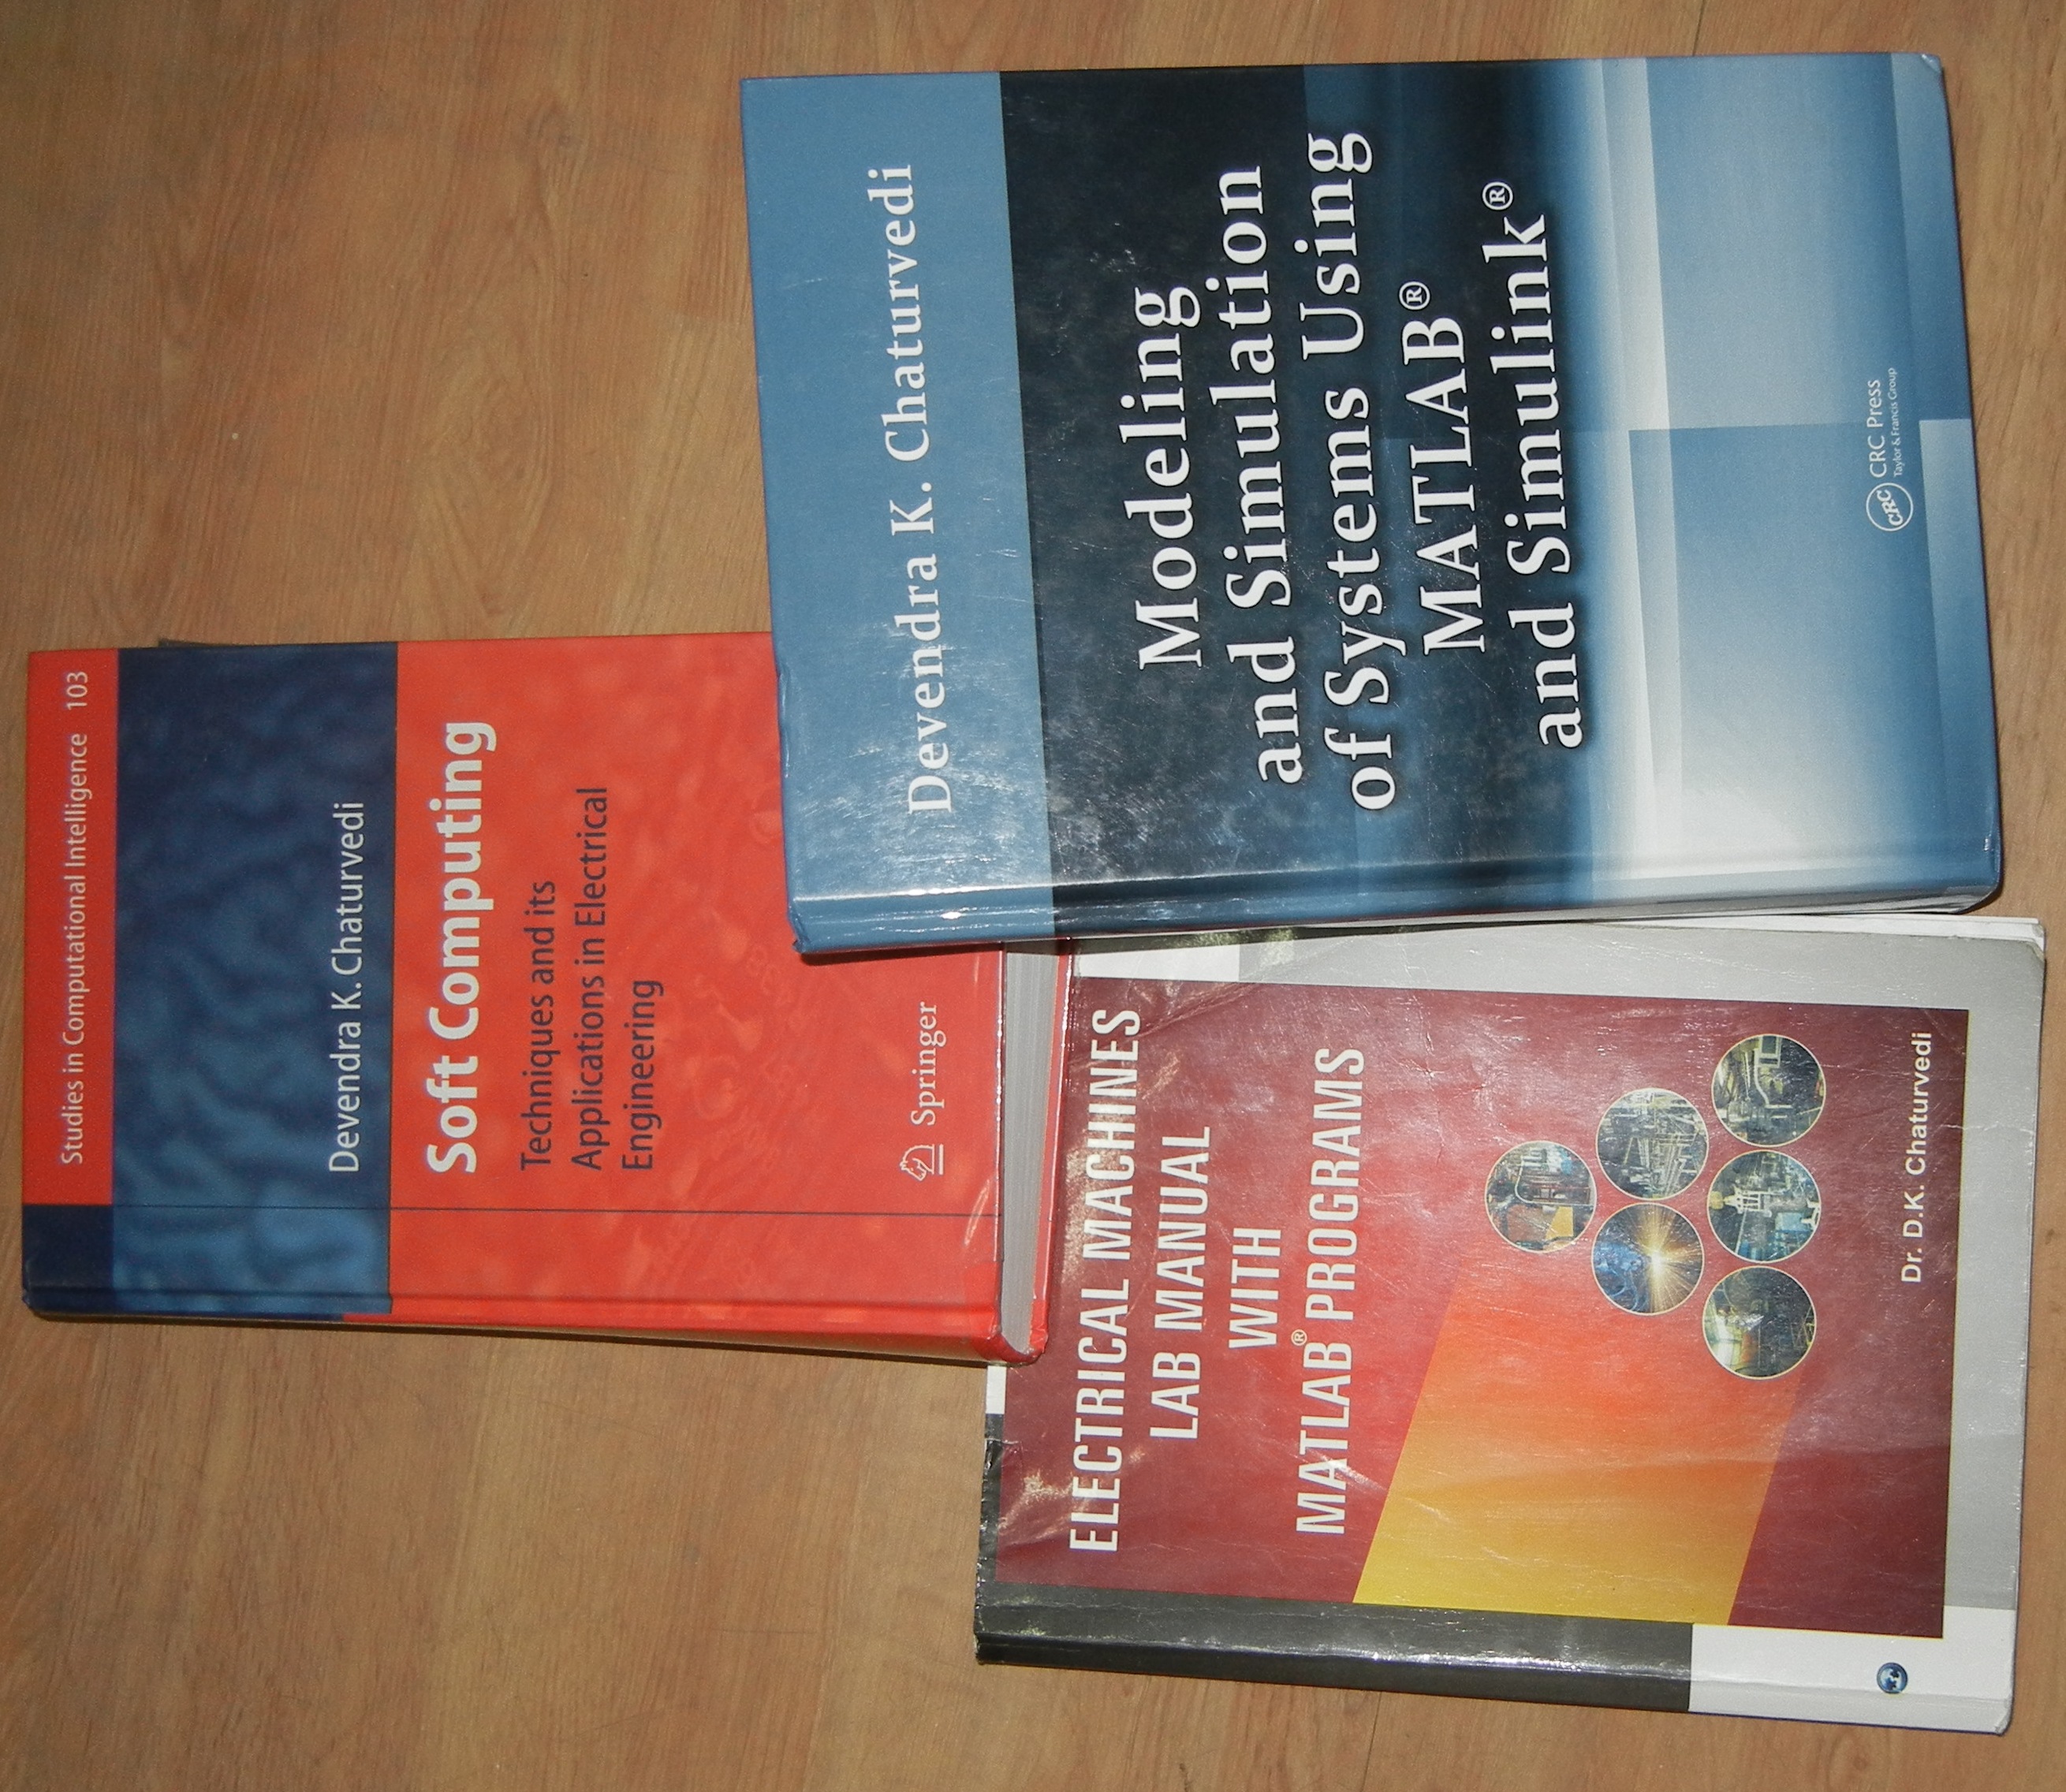 Studies in Computational Intelligence 103
Devendra K. Chaturvedi
Soft Computing
Techniques and its
Applications in Electrical
Engineering
Springer
Devendra K. Chaturvedi
Modeling
and Simulation
of Systems Using
MATLAB®
and Simulink®
CRC
CRC Press
Taylor & Francis Group
ELECTRICAL MACHINES
LAB MANUAL
WITH
MATLAB® PROGRAMS
Dr. D.K. Chaturvedi